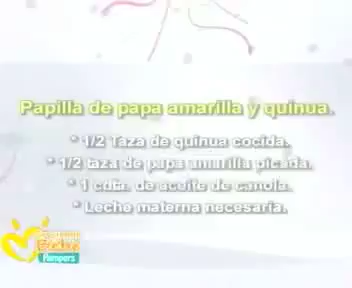 Papilla de papa amarilla y quinua.
* 1/2 Taza de quinua cocida.
* 1/2 taza de papa amarilla picada.
* 1 cdta. de aceite de canola.
* Leche materna necesaria.
Bebé
Pampers